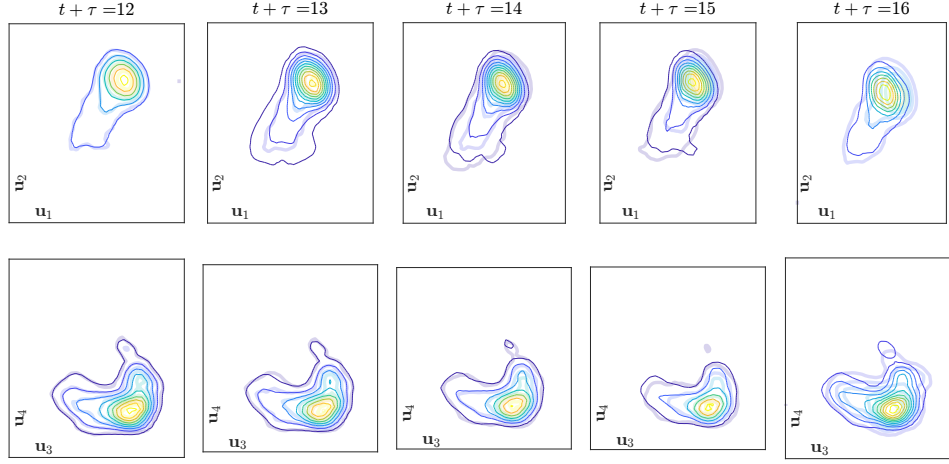 t + τ =12 t + τ =13 t + τ =14 t + τ =15 t + τ =16
u₂ u₂ u₂ u₂ u₂
u₁ u₁ u₁ u₁ u₁
u₄ u₄ u₄ u₄ u₄
u₃ u₃ u₃ u₃ u₃